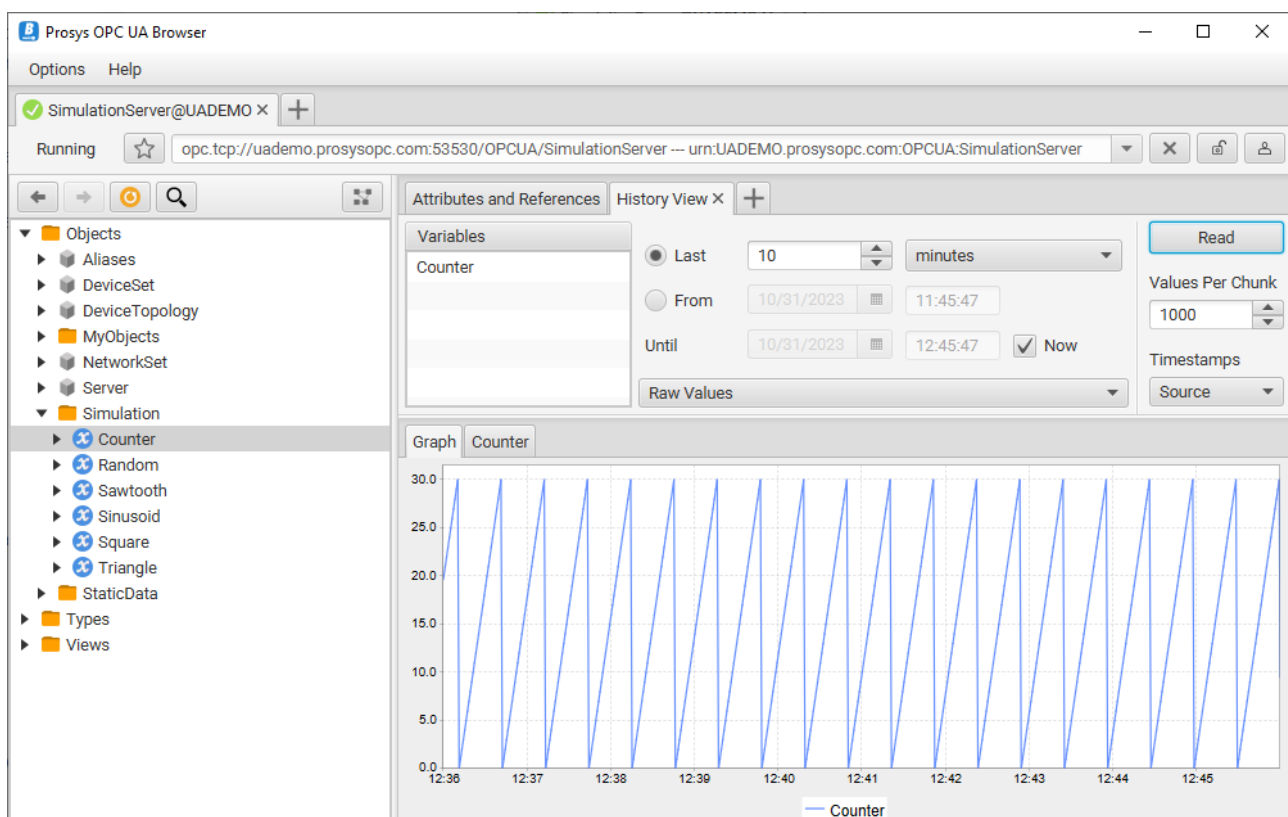 Prosys OPC UA Browser
Options Help
SimulationServer@UADEMO
Running opc.tcp://uademo.prosysopc.com:53530/OPCUA/SimulationServer --- urn:UADEMO.prosysopc.com:OPCUA:SimulationServer
Objects
Aliases
DeviceSet
DeviceTopology
MyObjects
NetworkSet
Server
Simulation
Counter
Random
Sawtooth
Sinusoid
Square
Triangle
StaticData
Types
Views
Attributes and References History View
Variables
Counter
Last 10 minutes
From 10/31/2023 11:45:47
Until 10/31/2023 12:45:47 Now
Raw Values
Read
Values Per Chunk
1000
Timestamps
Source
Graph Counter
30.0
25.0
20.0
15.0
10.0
5.0
0.0
12:36 12:37 12:38 12:39 12:40 12:41 12:42 12:43 12:44 12:45
Counter